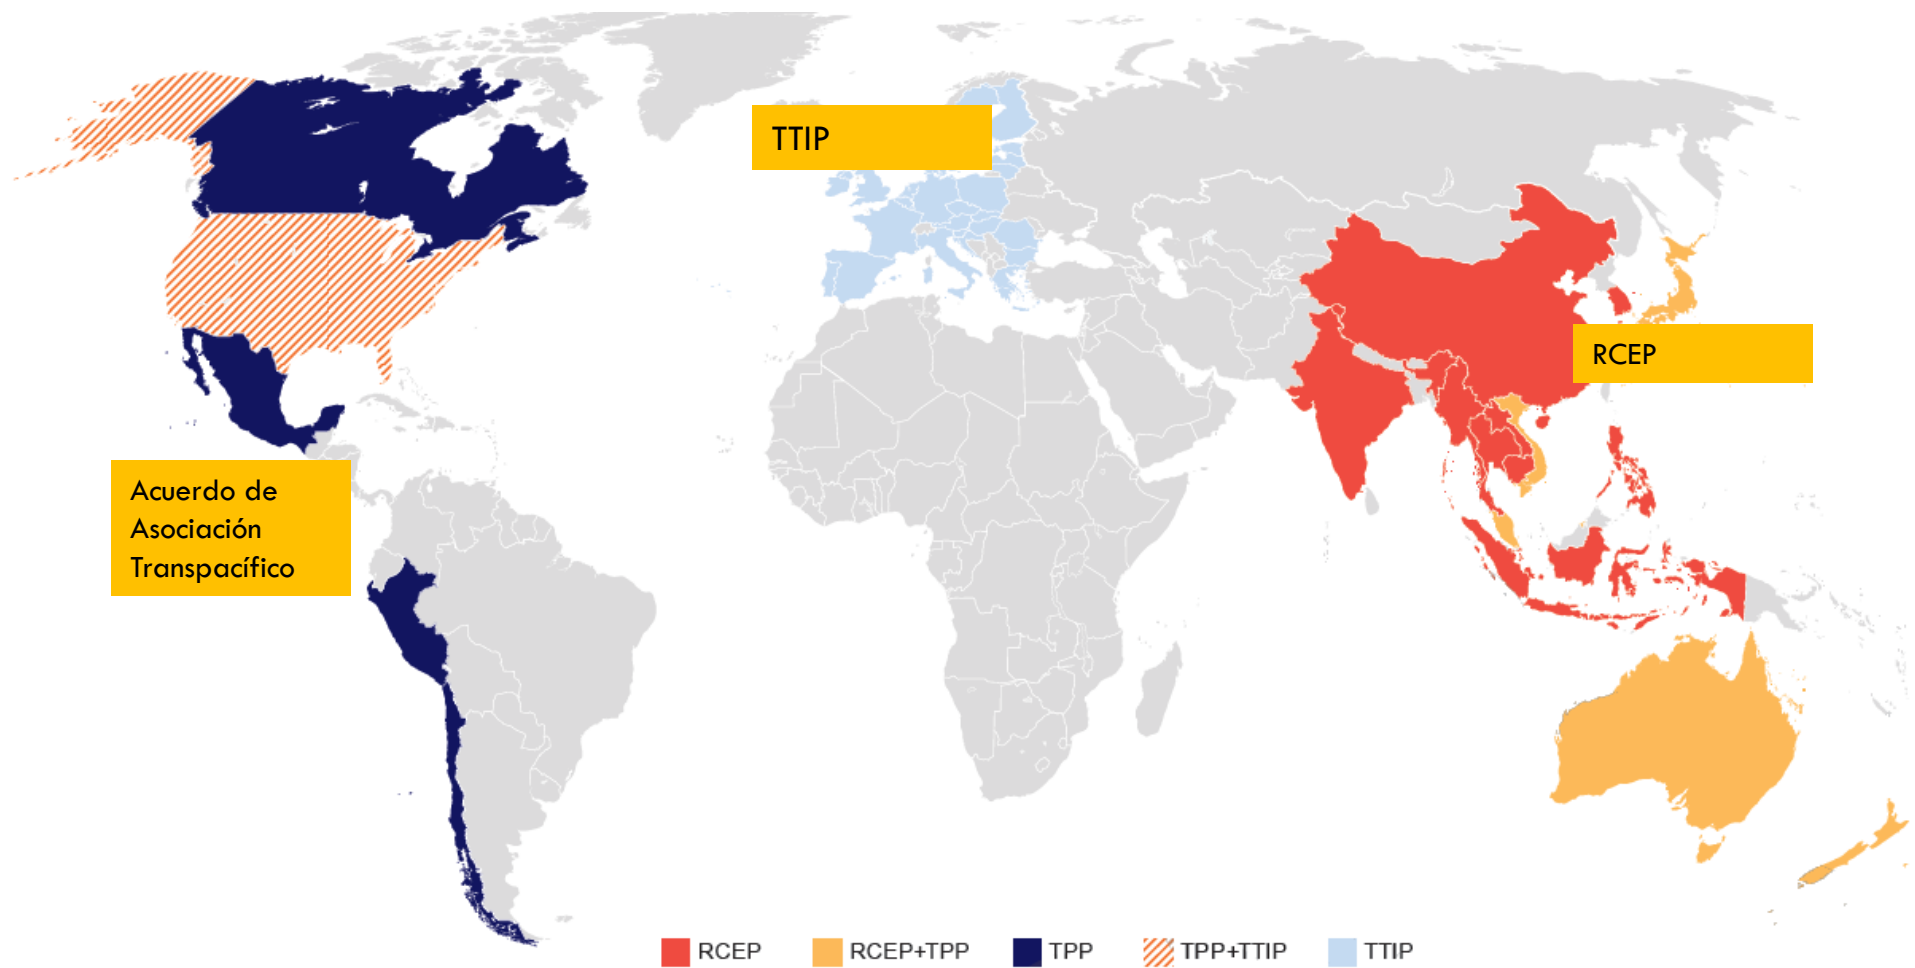 TTIP
RCEP
Acuerdo de
Asociación
Transpacífico
RCEP
RCEP+TPP
TPP
TPP+TTIP
TTIP